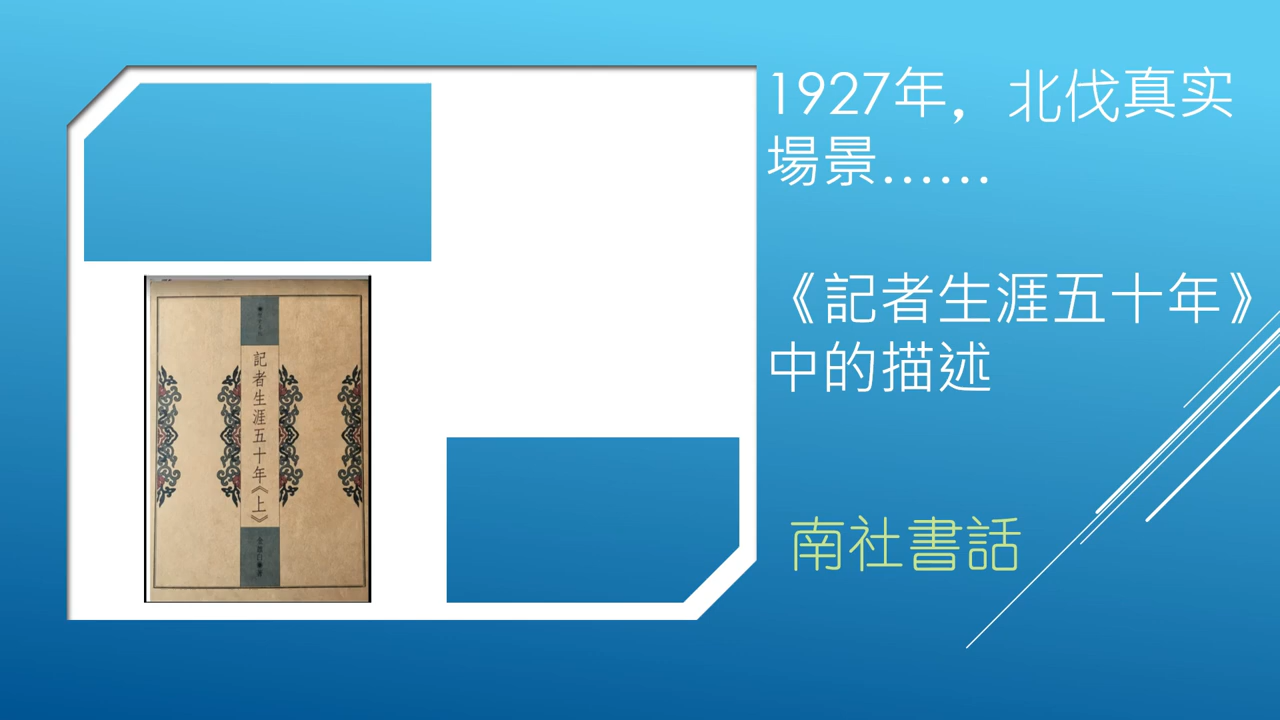 1927年，北伐真实
場景……
《記者生涯五十年》
中的描述
南社書話
記者生涯五十年《上》